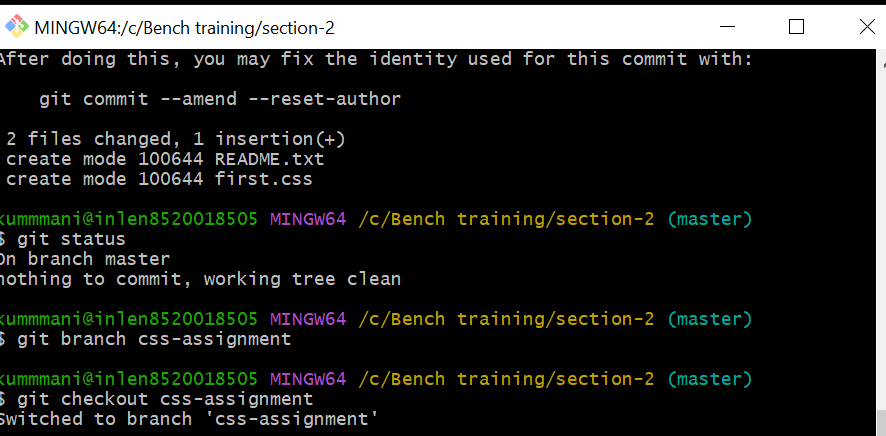 MINGW64:/c/Bench training/section-2
After doing this, you may fix the identity used for this commit with:
git commit --amend --reset-author
2 files changed, 1 insertion(+)
create mode 100644 README.txt
create mode 100644 first.css
kummmani@inlen8520018505 MINGW64 /c/Bench training/section-2 (master)
$ git status
On branch master
nothing to commit, working tree clean
kummmani@inlen8520018505 MINGW64 /c/Bench training/section-2 (master)
$ git branch css-assignment
kummmani@inlen8520018505 MINGW64 /c/Bench training/section-2 (master)
$ git checkout css-assignment
Switched to branch 'css-assignment'